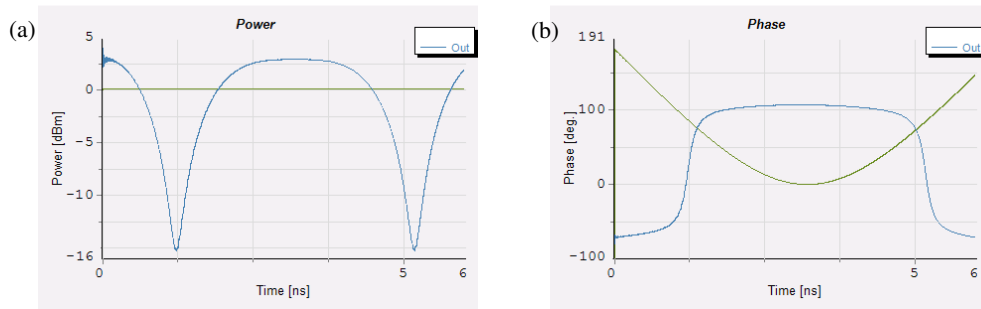 (a)
Power
Out
5
0
-5
-10
-16
Power [dBm]
0
5
6
Time [ns]
(b)
Phase
Out
191
100
0
-100
Phase [deg.]
0
5
6
Time [ns]